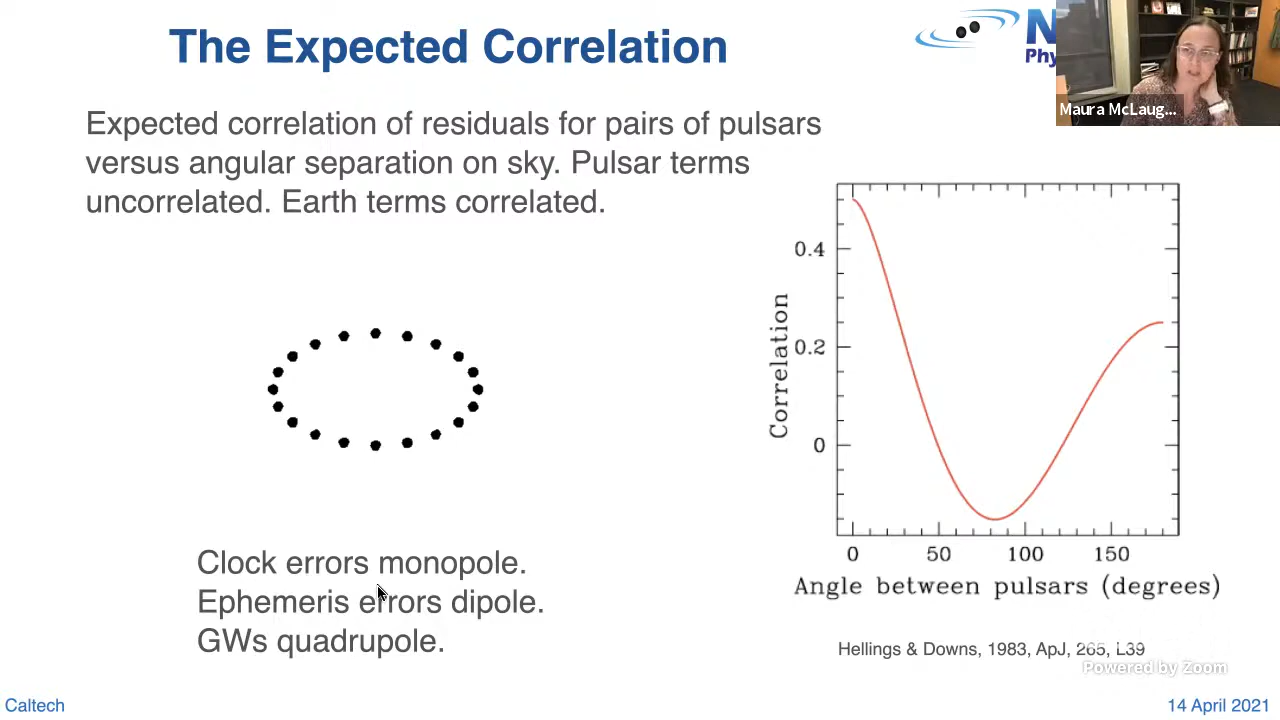 The Expected Correlation
N
Phy
Maura McLaug...
Expected correlation of residuals for pairs of pulsars
versus angular separation on sky. Pulsar terms
uncorrelated. Earth terms correlated.
0.4
0.2
0
Correlation
0 50 100 150
Angle between pulsars (degrees)
Clock errors monopole.
Ephemeris errors dipole.
GWs quadrupole.
Hellings & Downs, 1983, ApJ, 265, L39
Powered by Zoom
Caltech
14 April 2021